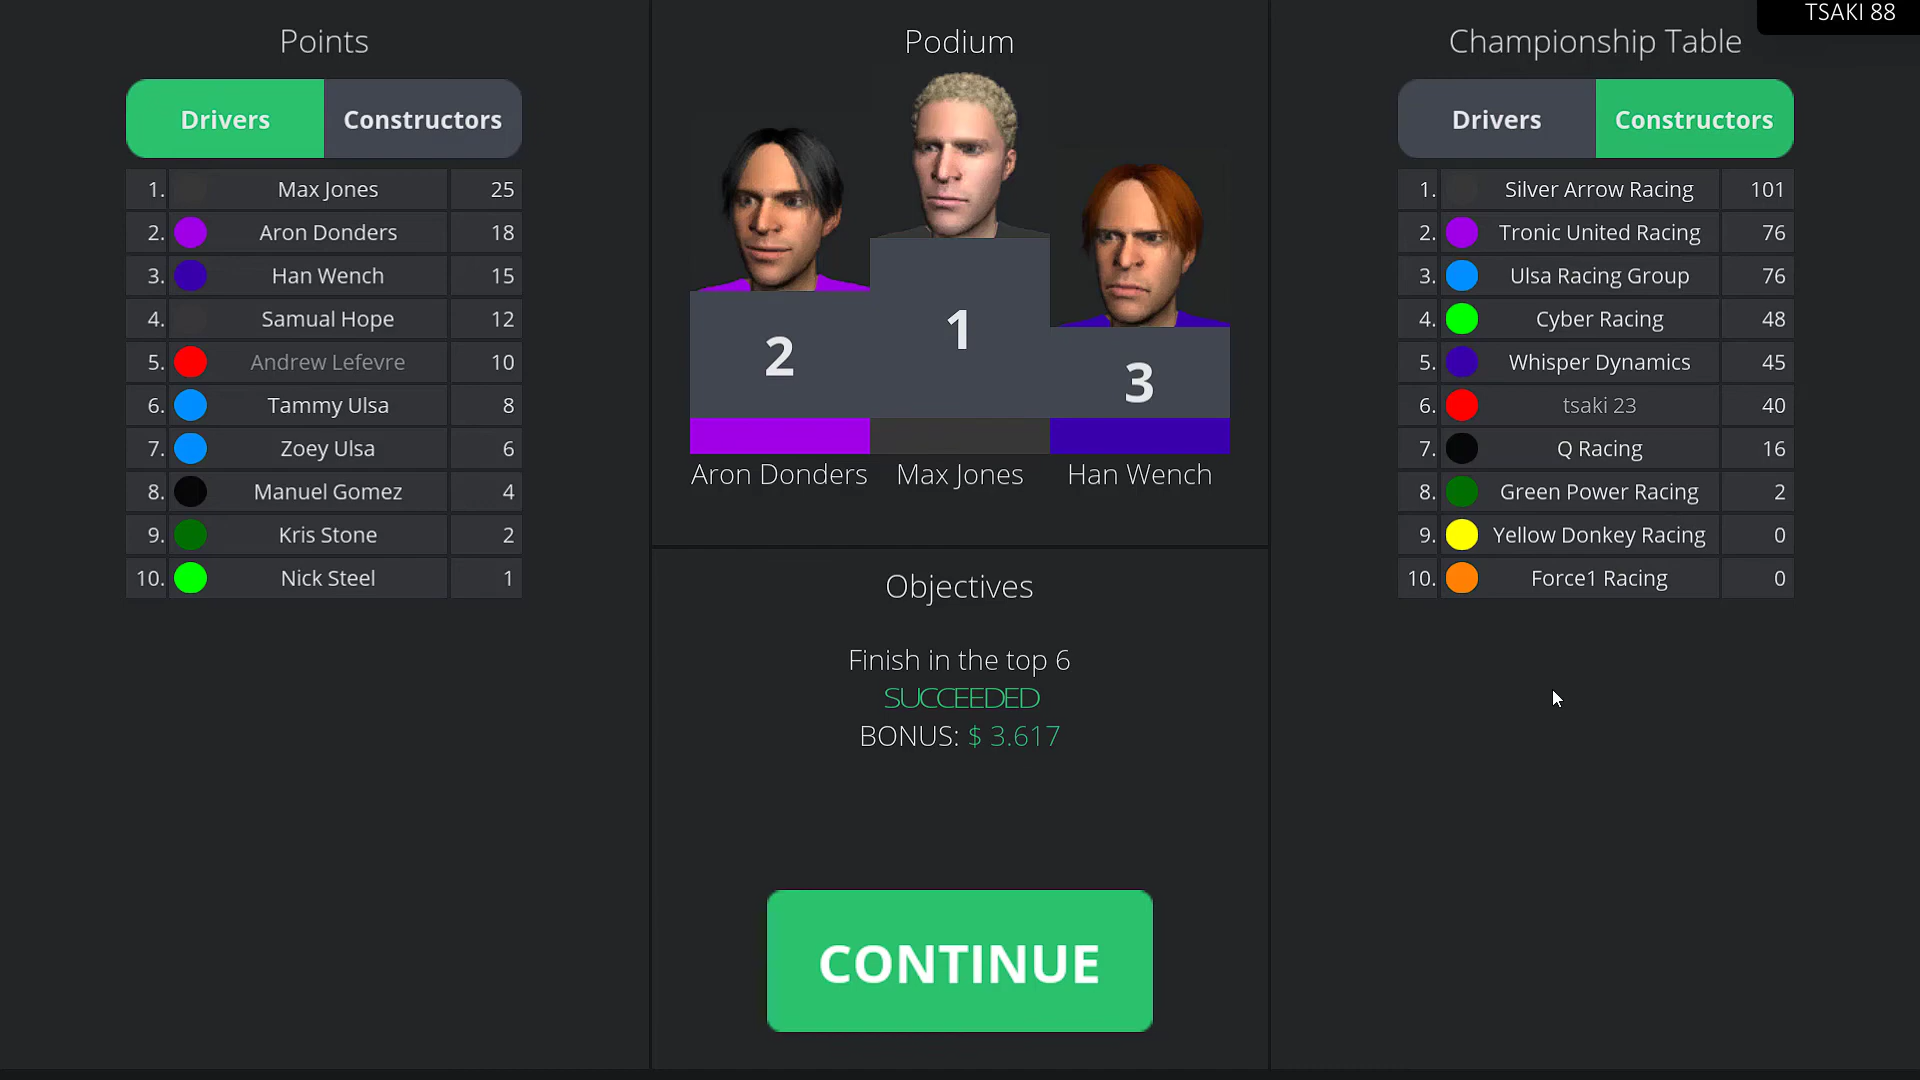 TSAKI 88
Points
Drivers Constructors
1. Max Jones 25
2. Aron Donders 18
3. Han Wench 15
4. Samual Hope 12
5. Andrew Lefevre 10
6. Tammy Ulsa 8
7. Zoey Ulsa 6
8. Manuel Gomez 4
9. Kris Stone 2
10. Nick Steel 1
Podium
2
1
3
Aron Donders Max Jones Han Wench
Objectives
Finish in the top 6
SUCCEEDED
BONUS: $ 3.617
CONTINUE
Championship Table
Drivers Constructors
1. Silver Arrow Racing 101
2. Tronic United Racing 76
3. Ulsa Racing Group 76
4. Cyber Racing 48
5. Whisper Dynamics 45
6. tsaki 23 40
7. Q Racing 16
8. Green Power Racing 2
9. Yellow Donkey Racing 0
10. Force1 Racing 0